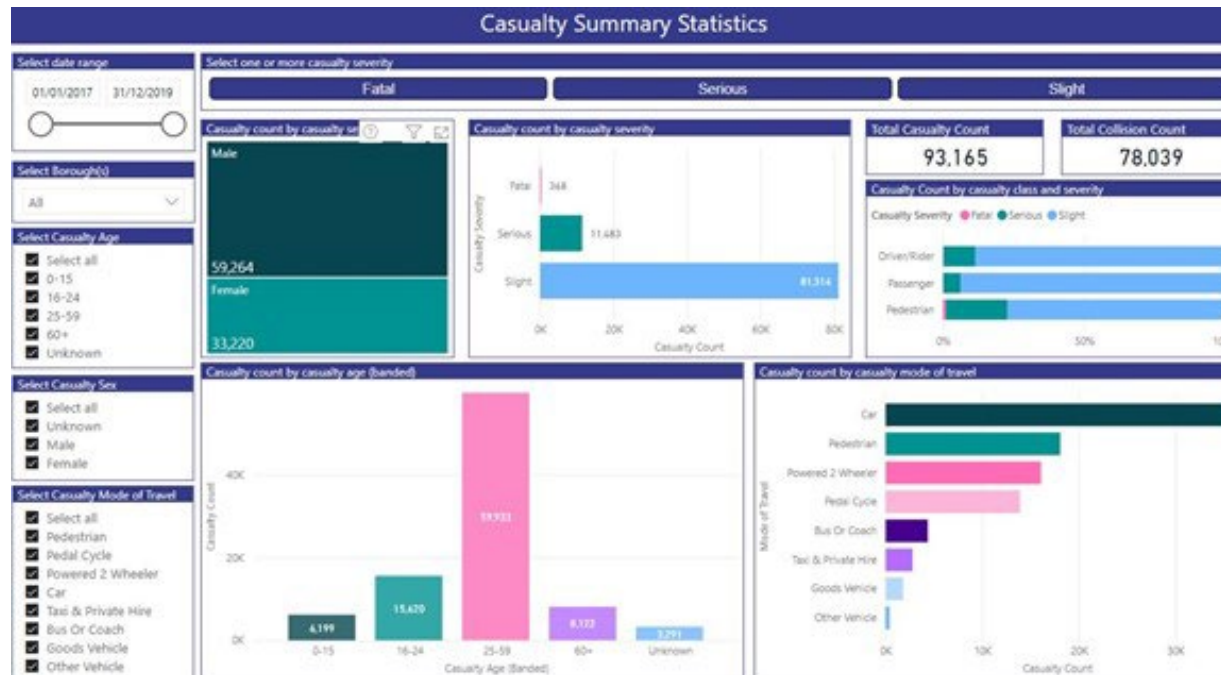 Casualty Summary Statistics
Select date range
01/01/2017 31/12/2019
Select one or more casualty severity
Fatal Serious Slight
Select Borough(s)
All
Select Casualty Age
Select all
0-15
16-24
25-59
60+
Unknown
Select Casualty Sex
Select all
Unknown
Male
Female
Select Casualty Mode of Travel
Select all
Pedestrian
Pedal Cycle
Powered 2 Wheeler
Car
Taxi & Private Hire
Bus Or Coach
Goods Vehicle
Other Vehicle
Casualty count by casualty se
Male
59,264
Female
33,220
Casualty count by casualty severity
Casualty Severity
Fatal 368
Serious 11,483
Slight 81,314
0K 20K 40K 60K 80K
Casualty Count
Total Casualty Count
93,165
Total Collision Count
78,039
Casualty Count by casualty class and severity
Casualty Severity Fatal Serious Slight
Driver/Rider
Passenger
Pedestrian
0% 50% 10
Casualty count by casualty age (banded)
Casualty Count
40K
20K
0K
6,199
15,620
59,933
8,122
3,291
0-15 16-24 25-59 60+ Unknown
Casualty Age (Banded)
Casualty count by casualty mode of travel
Mode of Travel
Car
Pedestrian
Powered 2 Wheeler
Pedal Cycle
Bus Or Coach
Taxi & Private Hire
Goods Vehicle
Other Vehicle
0K 10K 20K 30K
Casualty Count